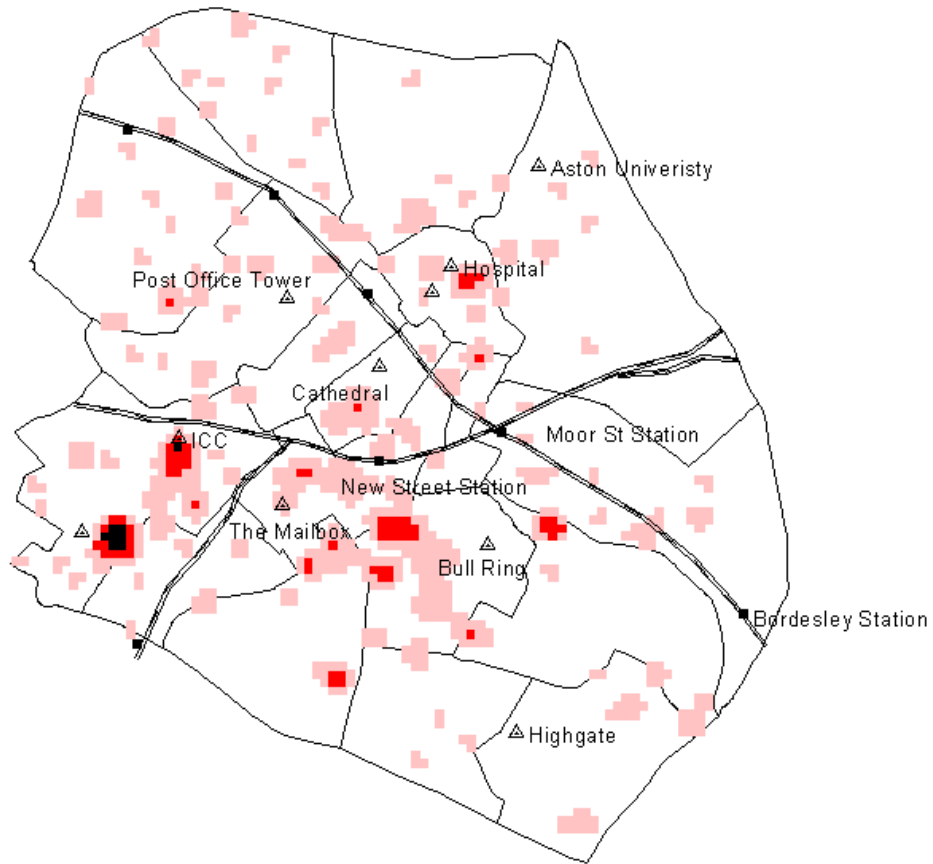 Aston Univeristy
Hospital
Post Office Tower
Cathedral
Moor St Station
ICC
New Street Station
The Mailbox
Bull Ring
Bordesley Station
Highgate